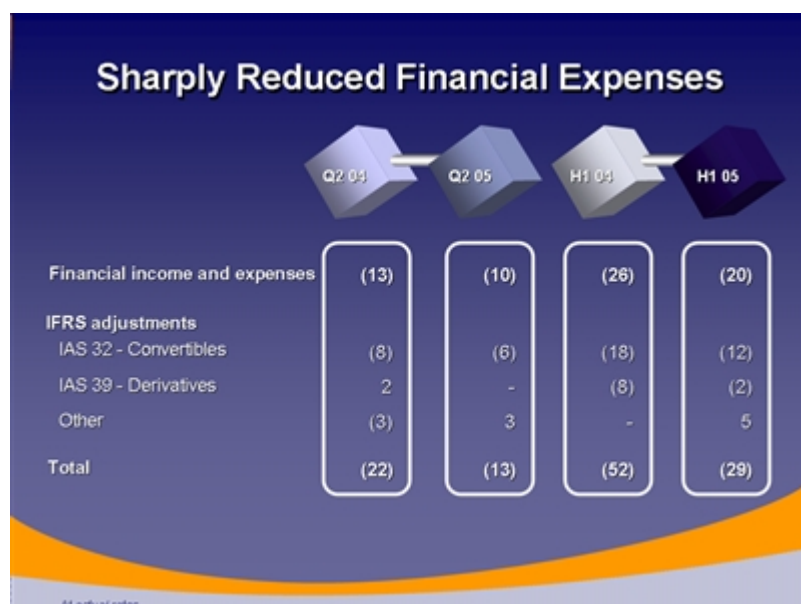 Sharply Reduced Financial Expenses
Q2 04 Q2 05 H1 04 H1 05
Financial income and expenses (13) (10) (26) (20)
IFRS adjustments
IAS 32 - Convertibles (8) (6) (18) (12)
IAS 39 - Derivatives 2 - (8) (2)
Other (3) 3 - 5
Total (22) (13) (52) (29)